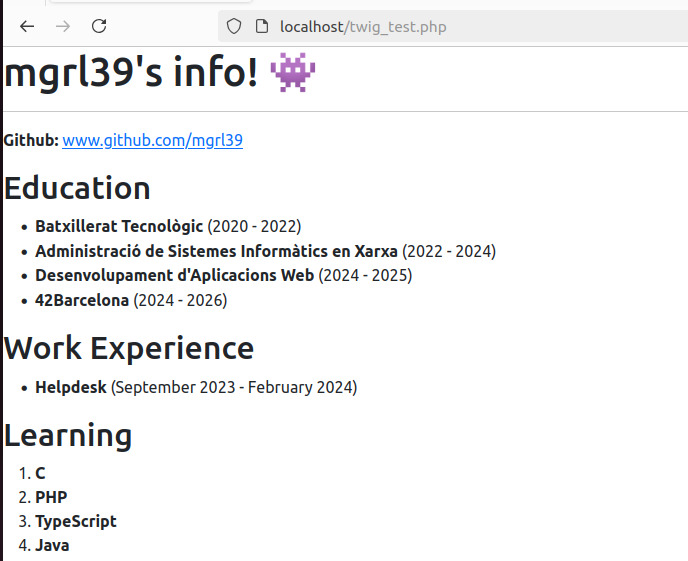 localhost/twig_test.php
mgrl39's info! 👾
Github: www.github.com/mgrl39
Education
• Batxillerat Tecnològic (2020 - 2022)
• Administració de Sistemes Informàtics en Xarxa (2022 - 2024)
• Desenvolupament d'Aplicacions Web (2024 - 2025)
• 42Barcelona (2024 - 2026)
Work Experience
• Helpdesk (September 2023 - February 2024)
Learning
1. C
2. PHP
3. TypeScript
4. Java